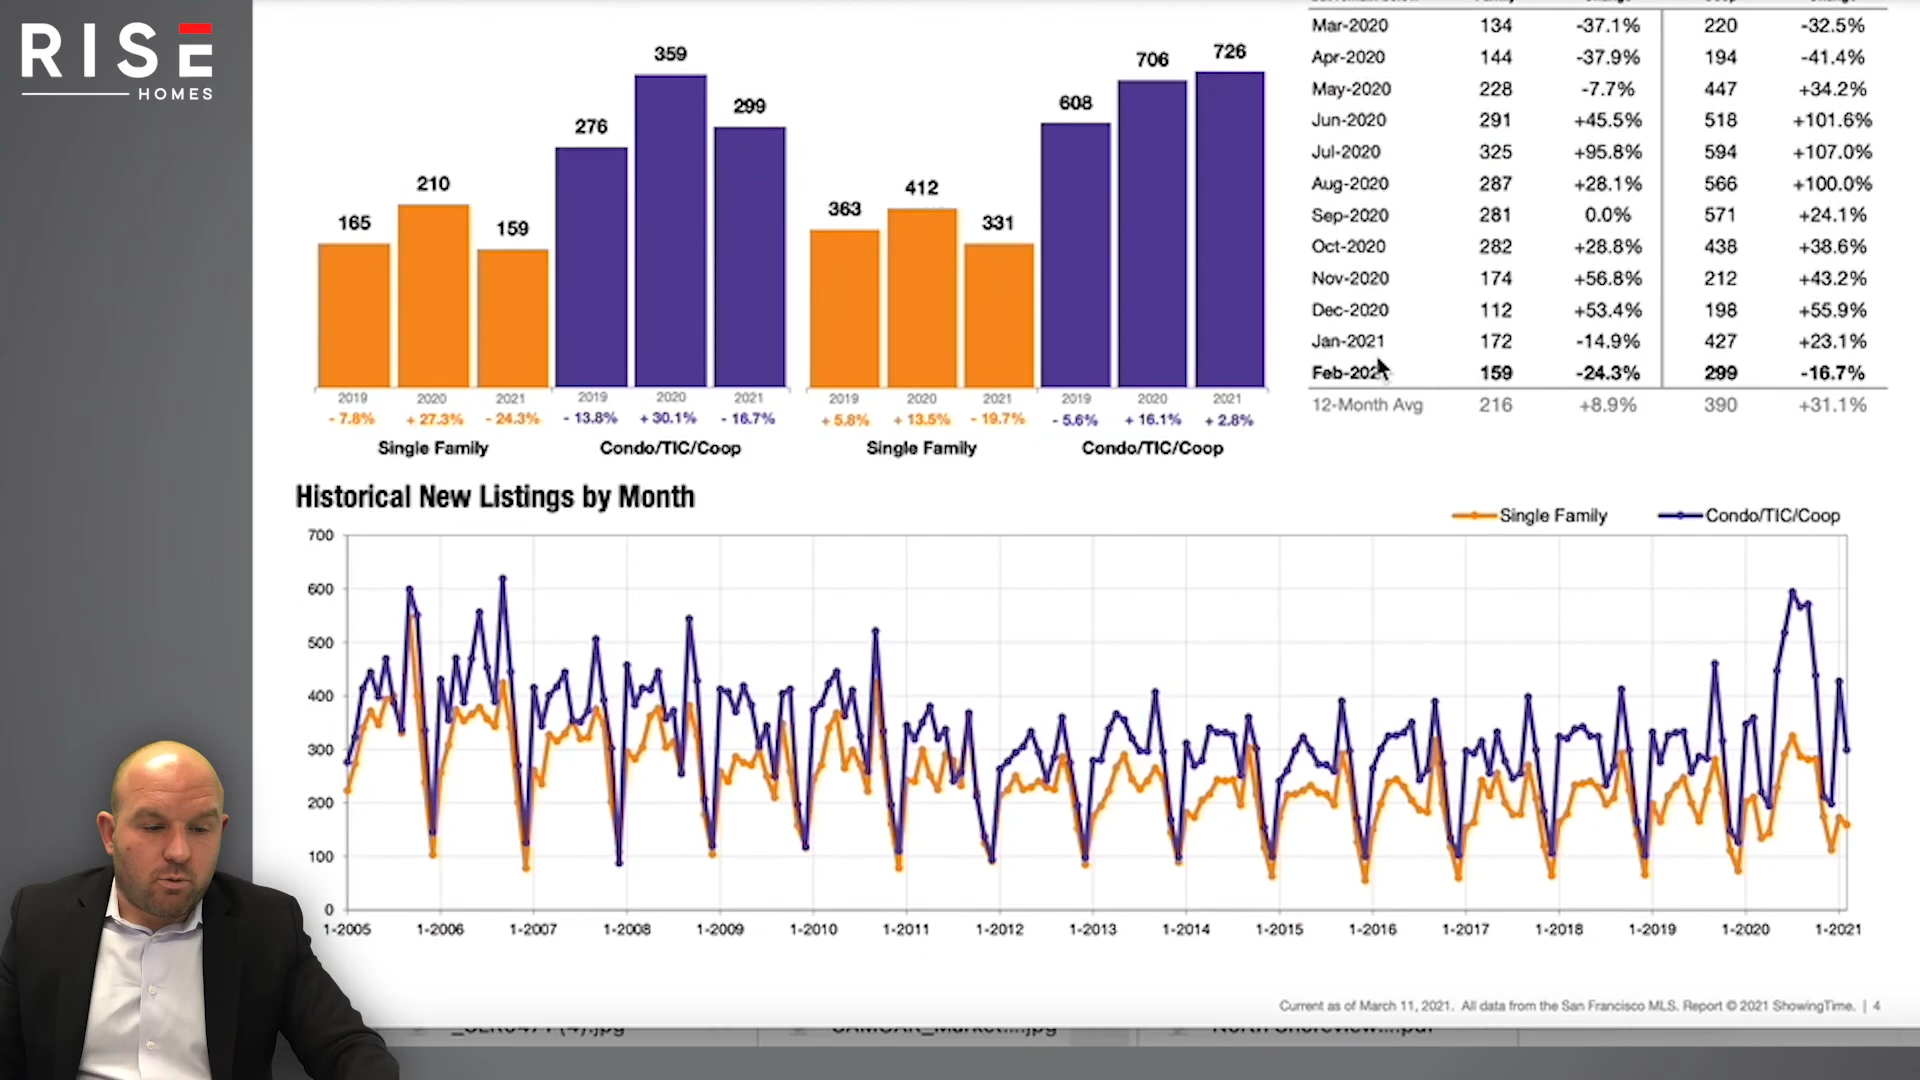 RISE
HOMES
359
299
276
210
165
159
2019 2020 2021 2019 2020 2021
- 7.8% + 27.3% - 24.3% - 13.8% + 30.1% - 16.7%
Single Family Condo/TIC/Coop
726
706
608
412
363
331
2019 2020 2021 2019 2020 2021
+ 5.8% + 13.5% - 19.7% - 5.6% + 16.1% + 2.8%
Single Family Condo/TIC/Coop
Mar-2020 134 -37.1% 220 -32.5%
Apr-2020 144 -37.9% 194 -41.4%
May-2020 228 -7.7% 447 +34.2%
Jun-2020 291 +45.5% 518 +101.6%
Jul-2020 325 +95.8% 594 +107.0%
Aug-2020 287 +28.1% 566 +100.0%
Sep-2020 281 0.0% 571 +24.1%
Oct-2020 282 +28.8% 438 +38.6%
Nov-2020 174 +56.8% 212 +43.2%
Dec-2020 112 +53.4% 198 +55.9%
Jan-2021 172 -14.9% 427 +23.1%
Feb-2021 159 -24.3% 299 -16.7%
12-Month Avg 216 +8.9% 390 +31.1%
Historical New Listings by Month
Single Family Condo/TIC/Coop
700
600
500
400
300
200
100
0
1-2005 1-2006 1-2007 1-2008 1-2009 1-2010 1-2011 1-2012 1-2013 1-2014 1-2015 1-2016 1-2017 1-2018 1-2019 1-2020 1-2021
Current as of March 11, 2021. All data from the San Francisco MLS. Report © 2021 ShowingTime. | 4